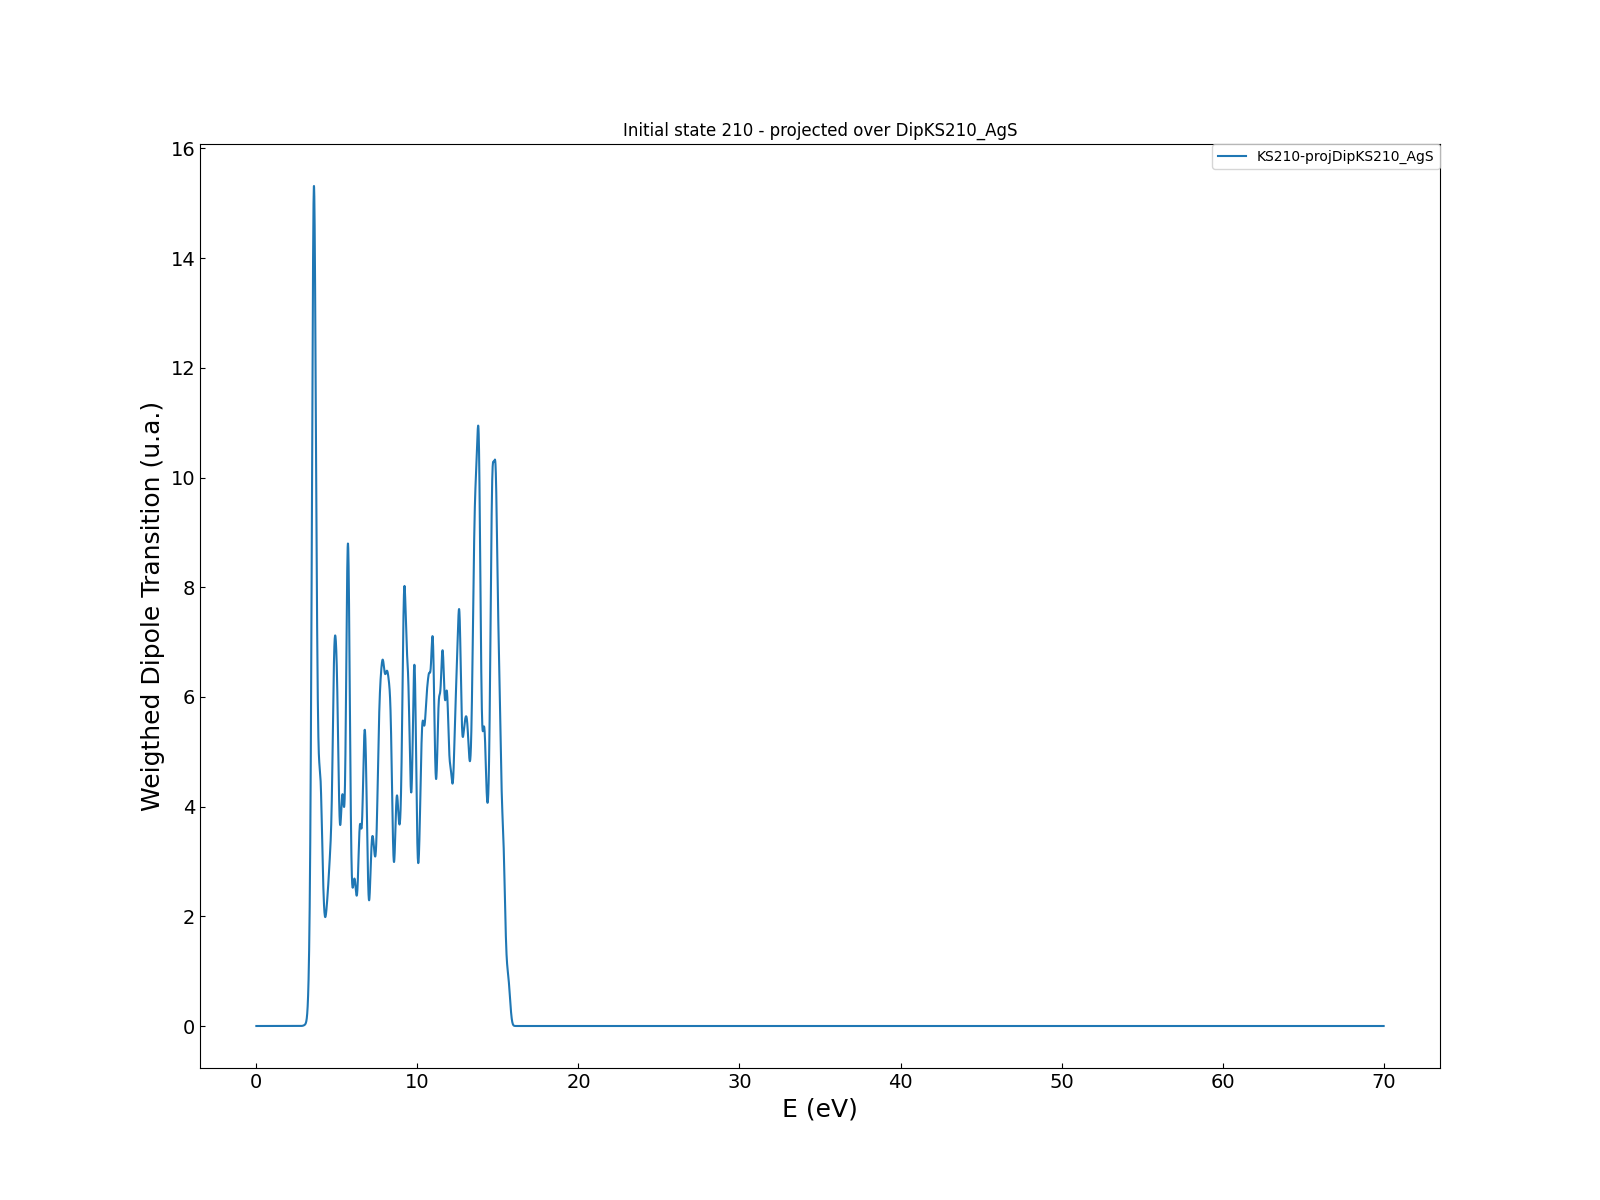 Initial state 210 - projected over DipKS210_AgS
KS210-projDipKS210_AgS
16
14
12
10
8
6
4
2
0
Weigthed Dipole Transition (u.a.)
0 10 20 30 40 50 60 70
E (eV)